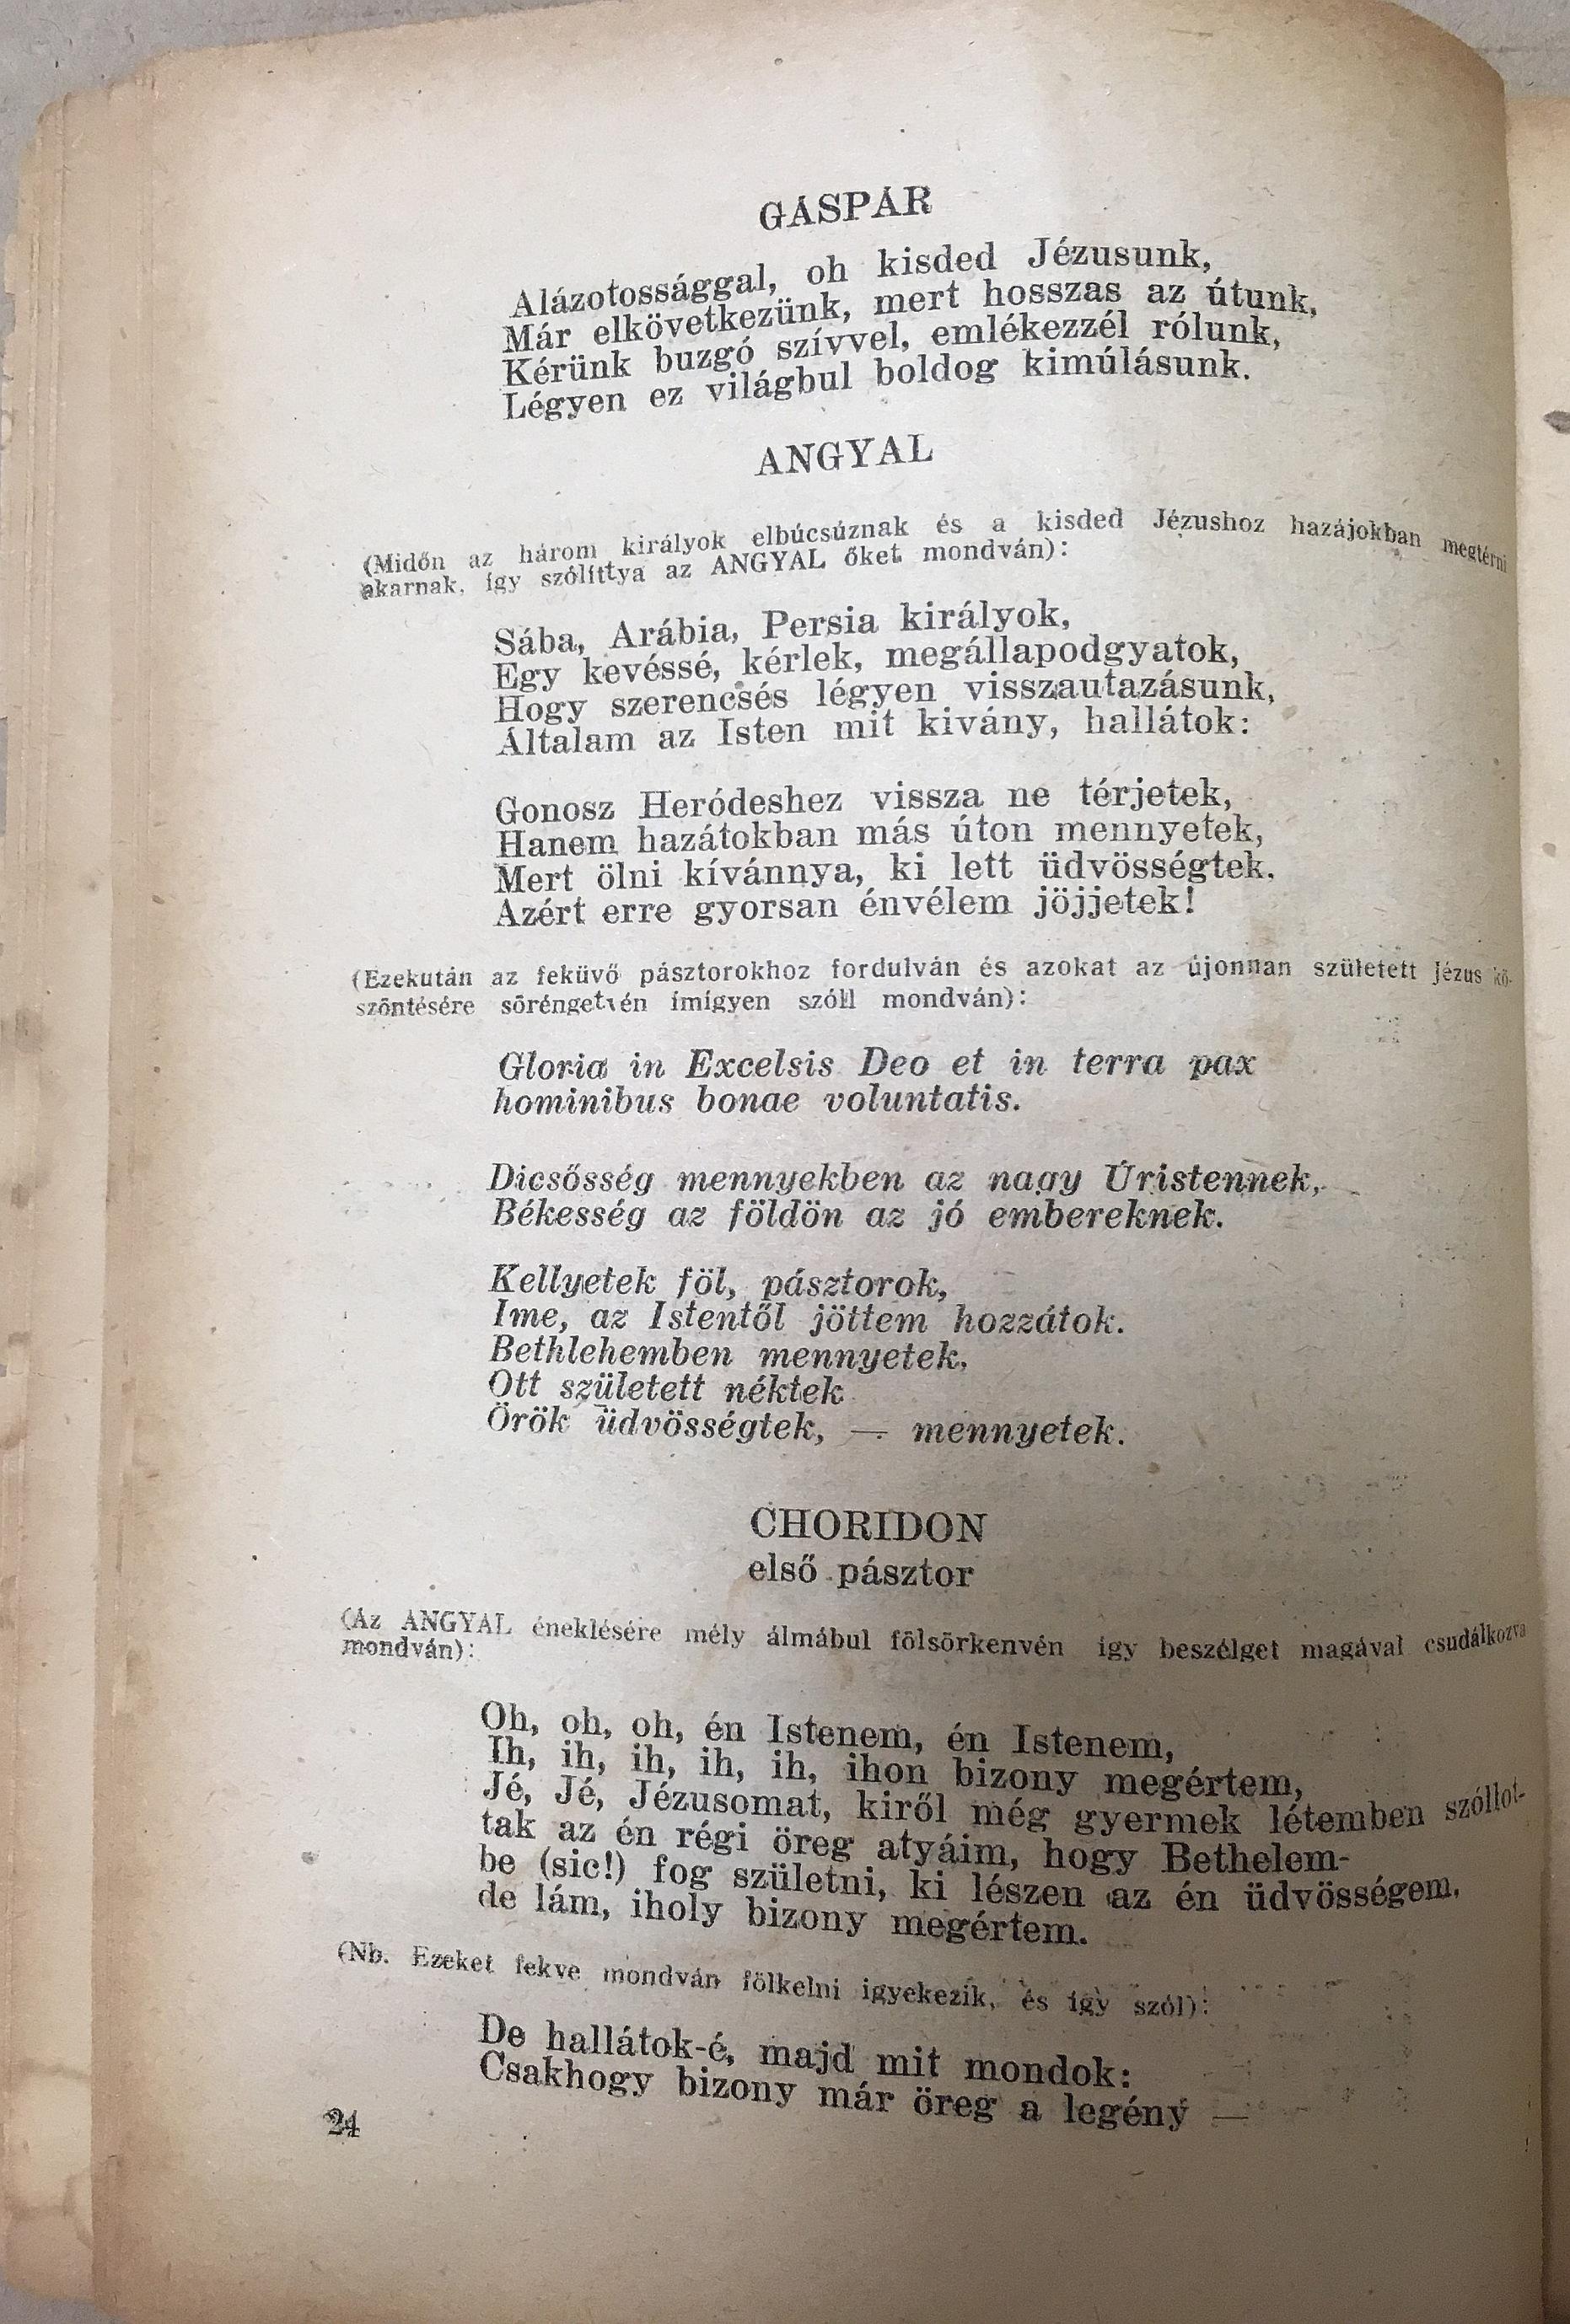 GÁSPÁR
Alázotossággal, oh kisded Jézusunk,
Már elkövetkezünk, mert hosszas az útunk,
Kérünk buzgó szívvel, emlékezzél rólunk,
Légyen ez világbul boldog kimúlásunk.
ANGYAL
(Midőn az három királyok elbúcsúznak és a kisded Jézushoz hazájokban megtérni
akarnak, így szólíttya az ANGYAL őket mondván):
Sába, Arábia, Persia királyok,
Egy kevéssé, kérlek, megállapodgyatok,
Hogy szerencsés légyen visszautazásunk,
Általam az Isten mit kivány, hallátok:
Gonosz Heródeshez vissza ne térjetek,
Hanem hazátokban más úton mennyetek,
Mert ölni kívánnya, ki lett üdvösségtek.
Azért erre gyorsan énvélem jöjjetek!
(Ezekután az feküvő pásztorokhoz fordulván és azokat az újonnan született Jézus kö-
szöntésére söréngetvén ímígyen szóll mondván):
Gloria in Excelsis Deo et in terra pax
hominibus bonae voluntatis.
Dicsősség mennyekben az nagy Úristennek,
Békesség az földön az jó embereknek.
Kellyetek föl, pásztorok,
Ime, az Istentől jöttem hozzátok.
Bethlehemben mennyetek,
Ott született néktek
Örök üdvösségtek, — mennyetek.
CHORIDON
első pásztor
(Az ANGYAL éneklésére mély álmábul fölsörkenvén így beszélget magával csudálkozva
mondván):
Oh, oh, oh, én Istenem, én Istenem,
Ih, ih, ih, ih, ih, ihon bizony megértem,
Jé, Jé, Jézusomat, kiről még gyermek létemben szóllot-
tak az én régi öreg atyáim, hogy Bethelem-
be (sic!) fog születni, ki lészen az én üdvösségem,
de lám, iholy bizony megértem.
(Nb. Ezeket fekve mondván fölkelni igyekezik, és így szól):
De hallátok-é, majd mit mondok:
Csakhogy bizony már öreg a legény —
24